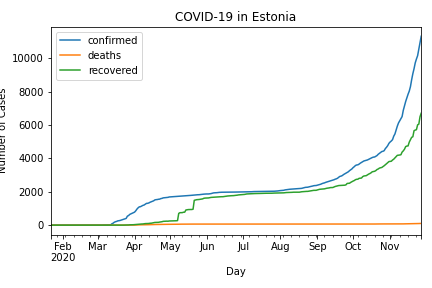 COVID-19 in Estonia
confirmed
deaths
recovered
10000
8000
6000
4000
2000
0
Number of Cases
Feb Mar Apr May Jun Jul Aug Sep Oct Nov
2020
Day